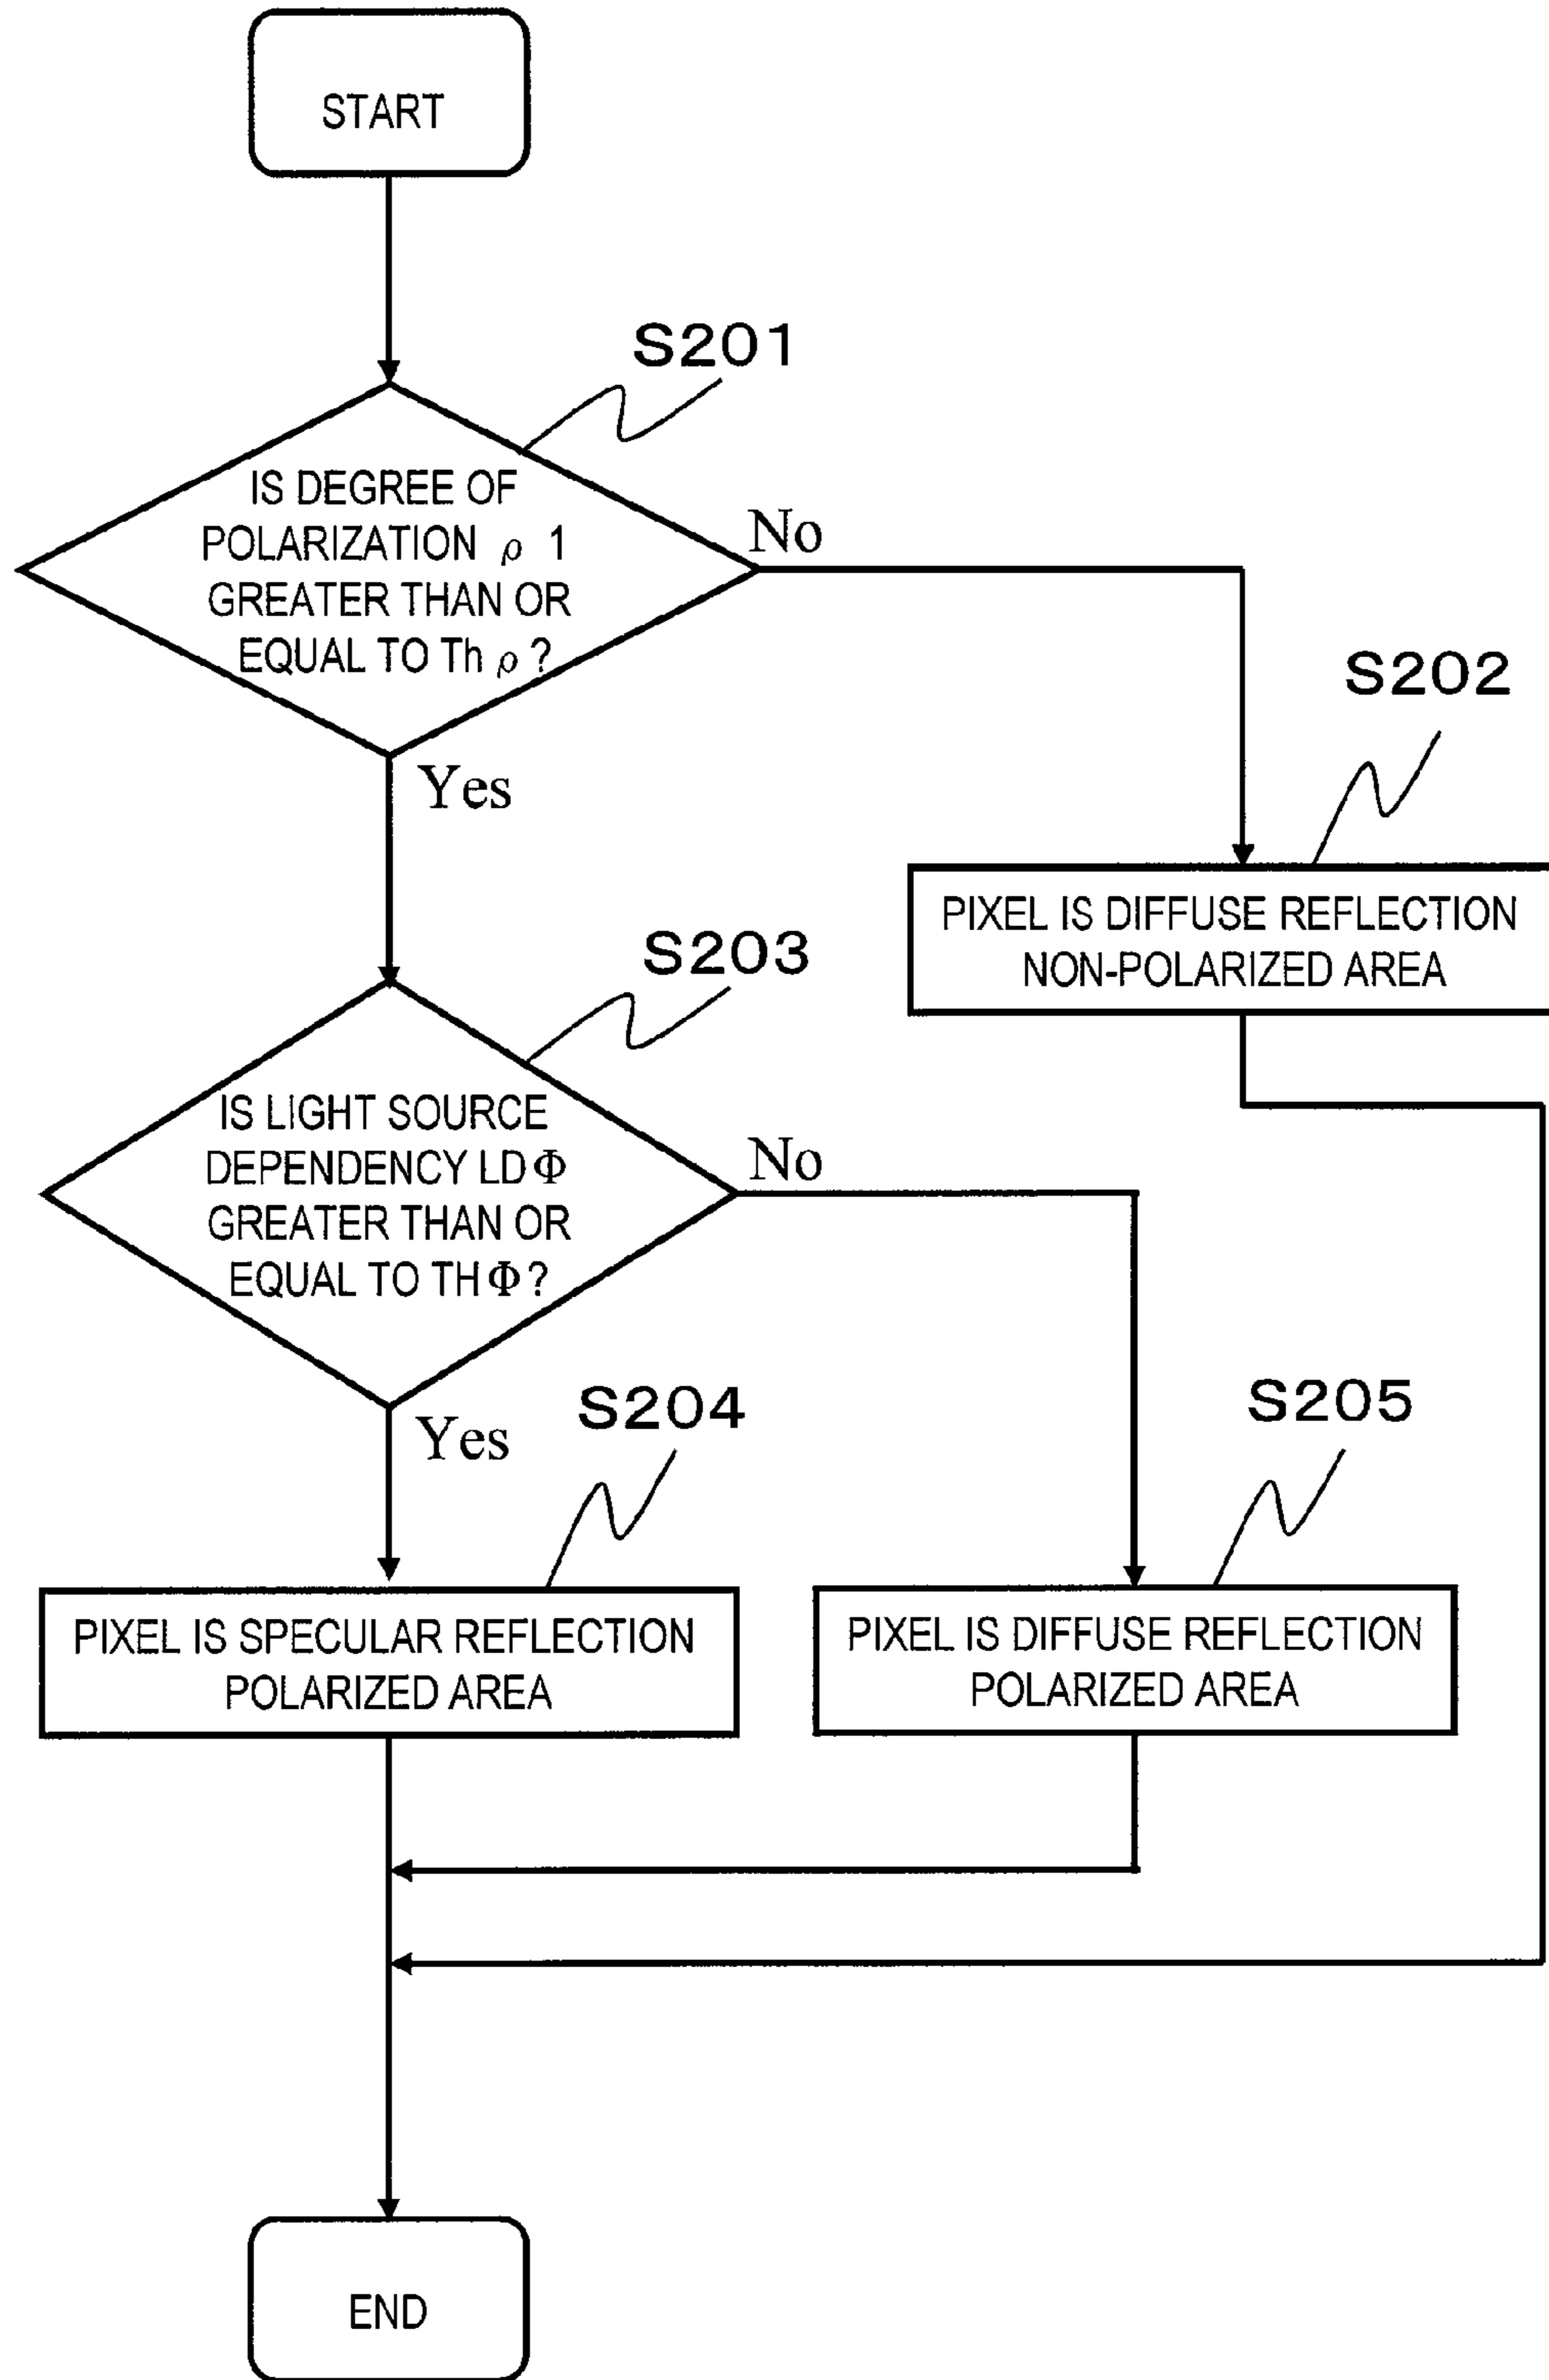 START
S201
IS DEGREE OF
POLARIZATION ρ 1
GREATER THAN OR
EQUAL TO Th ρ ?
No
Yes
S202
PIXEL IS DIFFUSE REFLECTION
NON-POLARIZED AREA
S203
IS LIGHT SOURCE
DEPENDENCY LDΦ
GREATER THAN OR
EQUAL TO THΦ?
No
Yes
S204
PIXEL IS SPECULAR REFLECTION
POLARIZED AREA
S205
PIXEL IS DIFFUSE REFLECTION
POLARIZED AREA
END